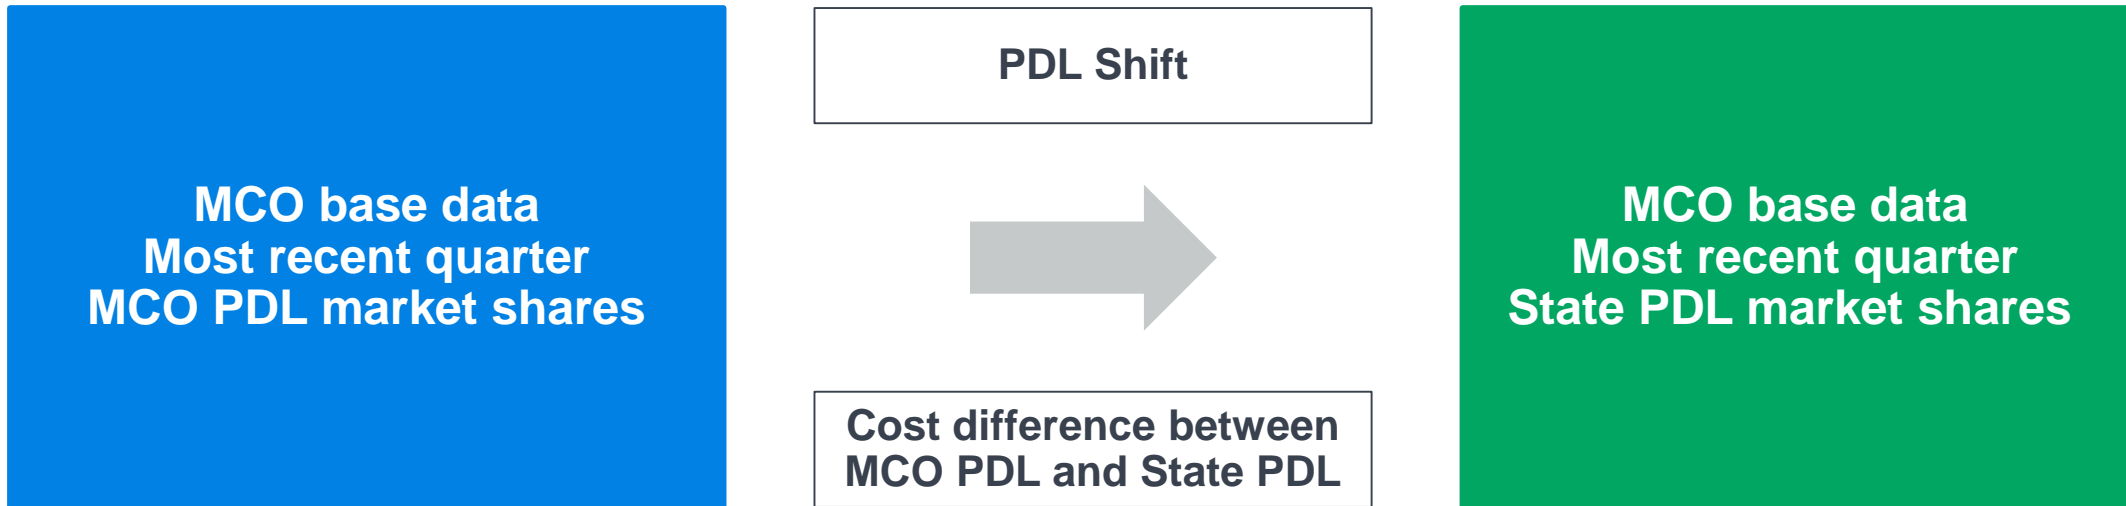 MCO base data
Most recent quarter
MCO PDL market shares
PDL Shift
Cost difference between
MCO PDL and State PDL
MCO base data
Most recent quarter
State PDL market shares